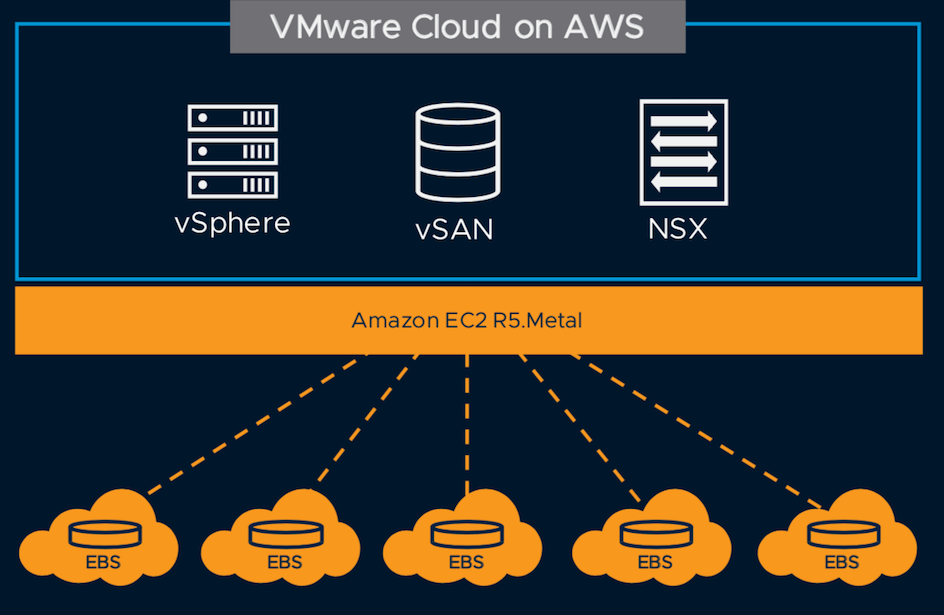 VMware Cloud on AWS
vSphere
vSAN
NSX
Amazon EC2 R5.Metal
EBS
EBS
EBS
EBS
EBS